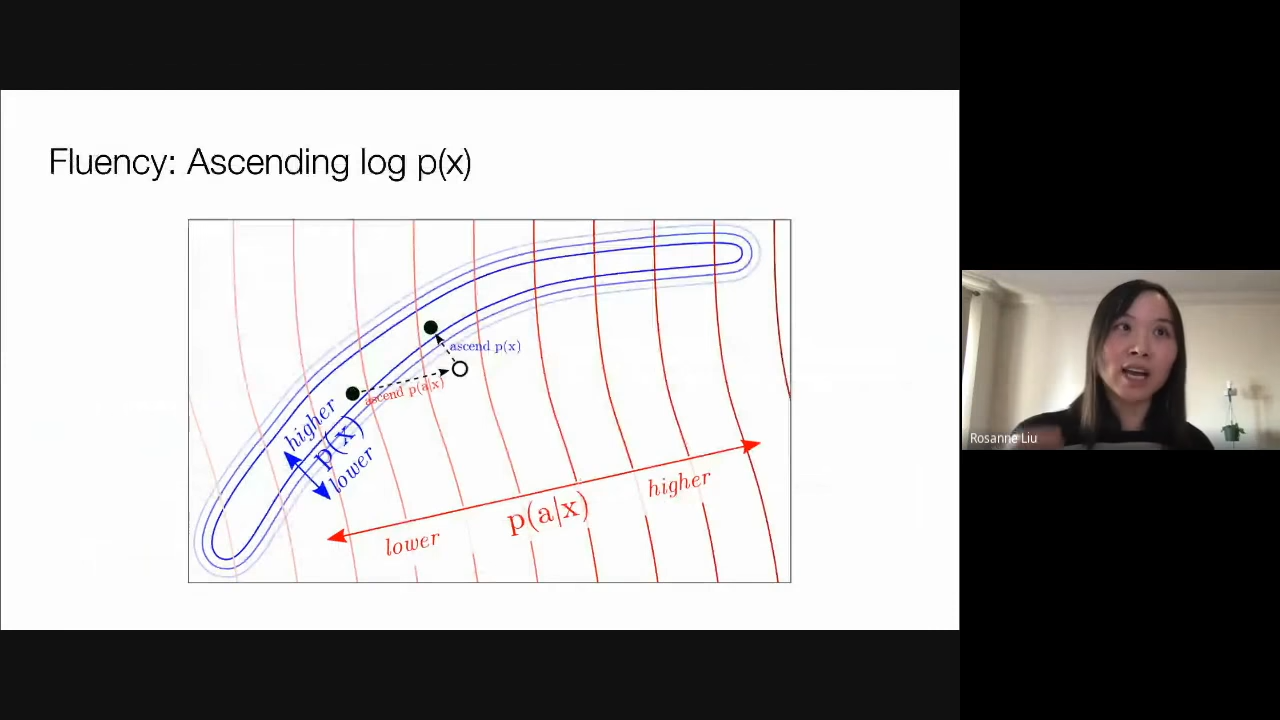 Fluency: Ascending log p(x)
ascend p(x)
ascend p(a|x)
higher
p(x)
lower
higher
p(a|x)
lower
Rosanne Liu